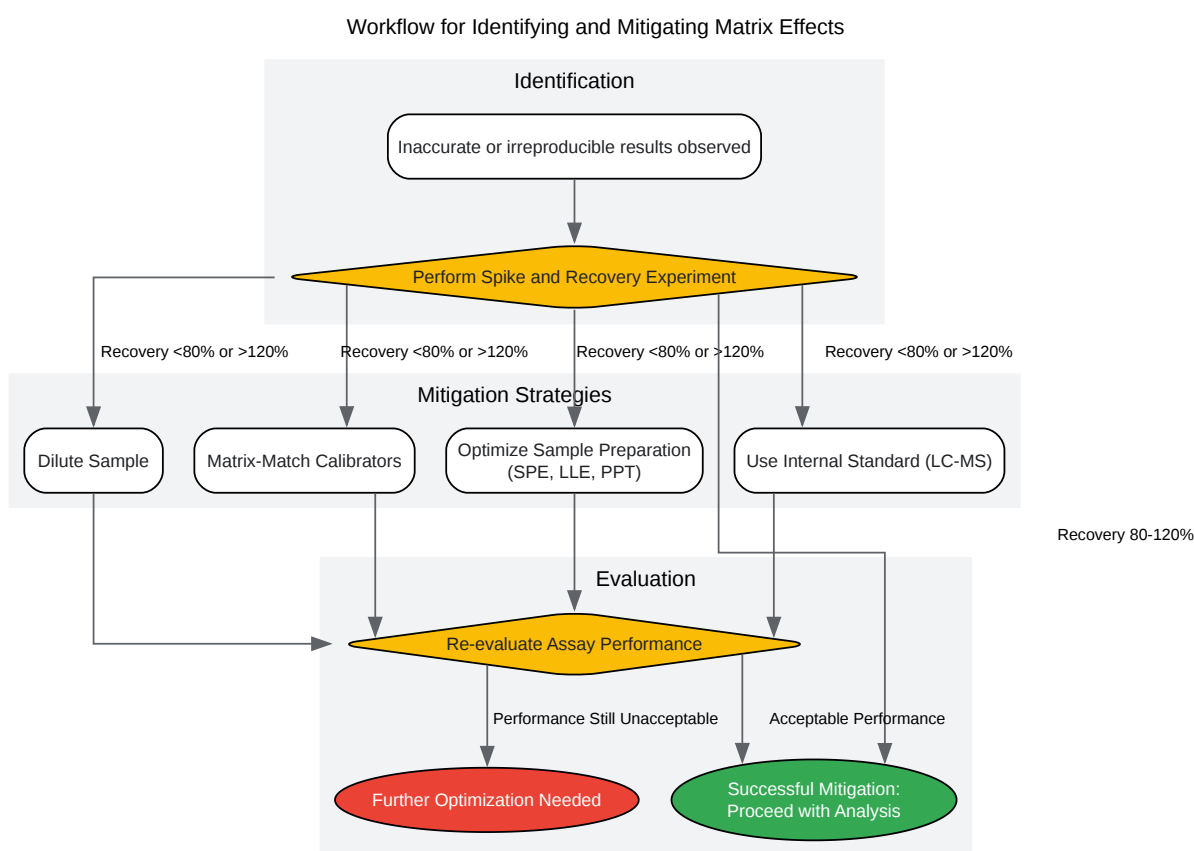 Workflow for Identifying and Mitigating Matrix Effects
Identification
Inaccurate or irreproducible results observed
Perform Spike and Recovery Experiment
Recovery <80% or >120%
Recovery <80% or >120%
Recovery <80% or >120%
Recovery <80% or >120%
Mitigation Strategies
Dilute Sample
Matrix-Match Calibrators
Optimize Sample Preparation
(SPE, LLE, PPT)
Use Internal Standard (LC-MS)
Recovery 80-120%
Evaluation
Re-evaluate Assay Performance
Performance Still Unacceptable
Acceptable Performance
Further Optimization Needed
Successful Mitigation:
Proceed with Analysis